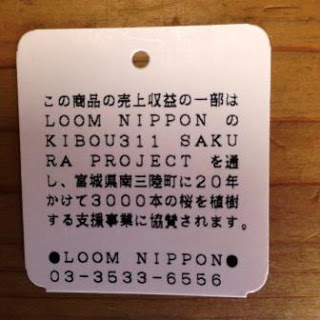 この商品の売上収益の一部は
LOOM NIPPON の
KIBOU311 SAKU
RA PROJECT を通
し、宮城県南三陸町に20年
かけて3000本の桜を植樹
する支援事業に協賛されます。
●LOOM NIPPON●
03-3533-6556